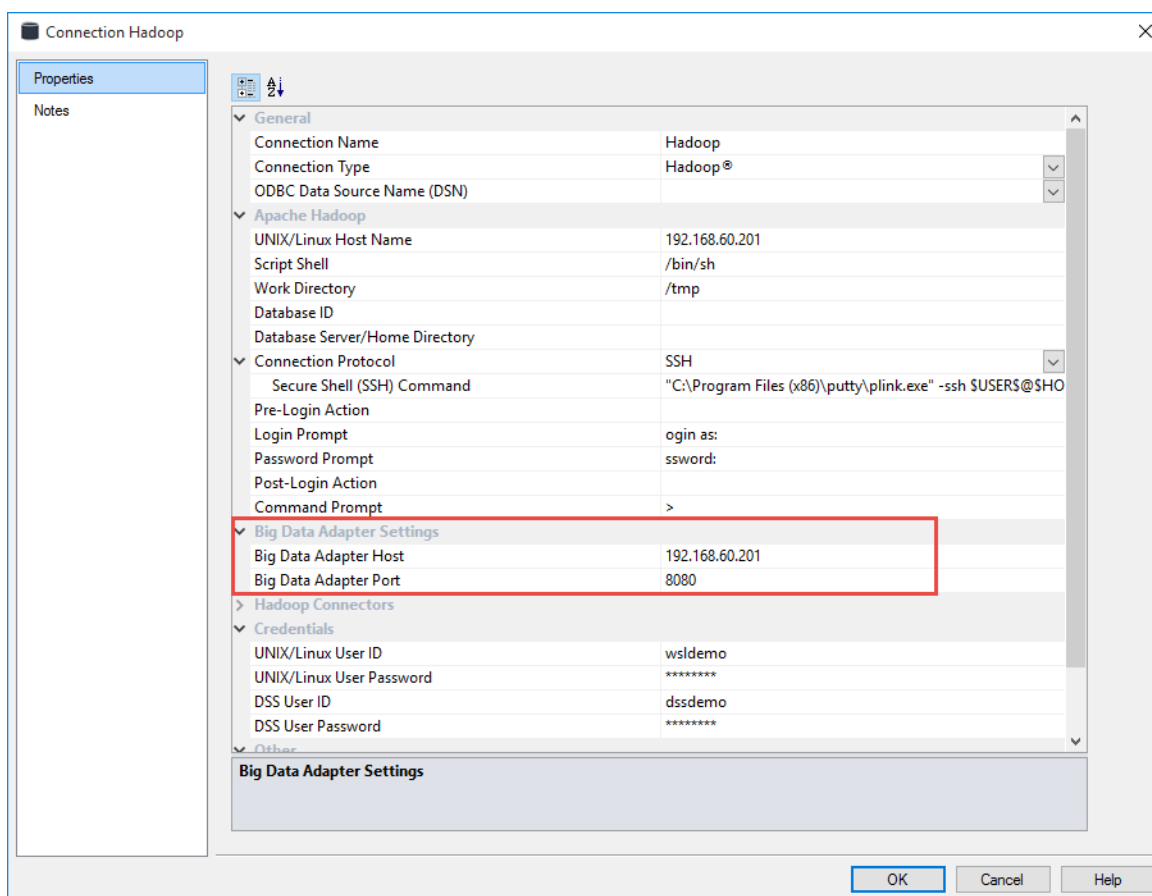 Connection Hadoop
Properties
Notes
General
Connection Name Hadoop
Connection Type Hadoop®
ODBC Data Source Name (DSN)
Apache Hadoop
UNIX/Linux Host Name 192.168.60.201
Script Shell /bin/sh
Work Directory /tmp
Database ID
Database Server/Home Directory
Connection Protocol SSH
Secure Shell (SSH) Command "C:\Program Files (x86)\putty\plink.exe" -ssh $USER$@$HO
Pre-Login Action
Login Prompt ogin as:
Password Prompt ssword:
Post-Login Action
Command Prompt >
Big Data Adapter Settings
Big Data Adapter Host 192.168.60.201
Big Data Adapter Port 8080
Hadoop Connectors
Credentials
UNIX/Linux User ID wsldemo
UNIX/Linux User Password ********
DSS User ID dssdemo
DSS User Password ********
Other
Big Data Adapter Settings
OK Cancel Help